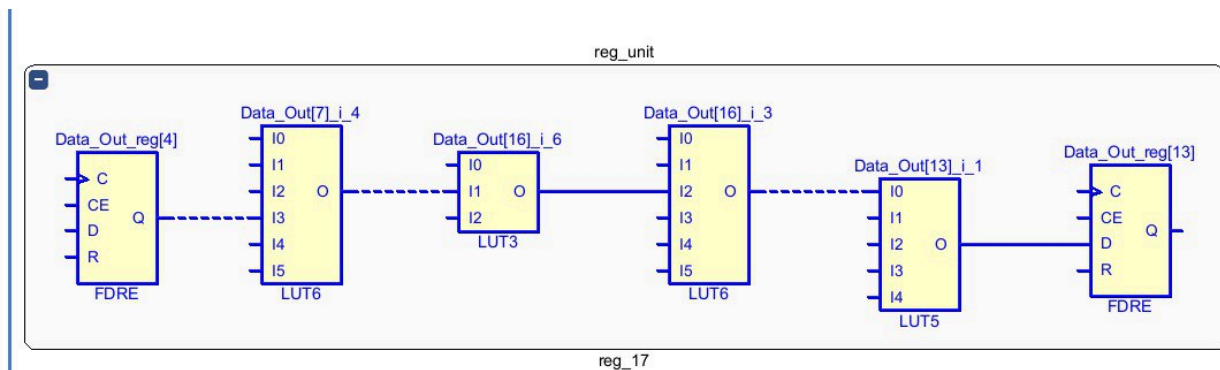 reg_unit
−
Data_Out_reg[4]
C
CE
D
R
Q
FDRE
Data_Out[7]_i_4
I0
I1
I2
I3
I4
I5
O
LUT6
Data_Out[16]_i_6
I0
I1
I2
O
LUT3
Data_Out[16]_i_3
I0
I1
I2
I3
I4
I5
O
LUT6
Data_Out[13]_i_1
I0
I1
I2
I3
I4
O
LUT5
Data_Out_reg[13]
C
CE
D
R
Q
FDRE
reg_17